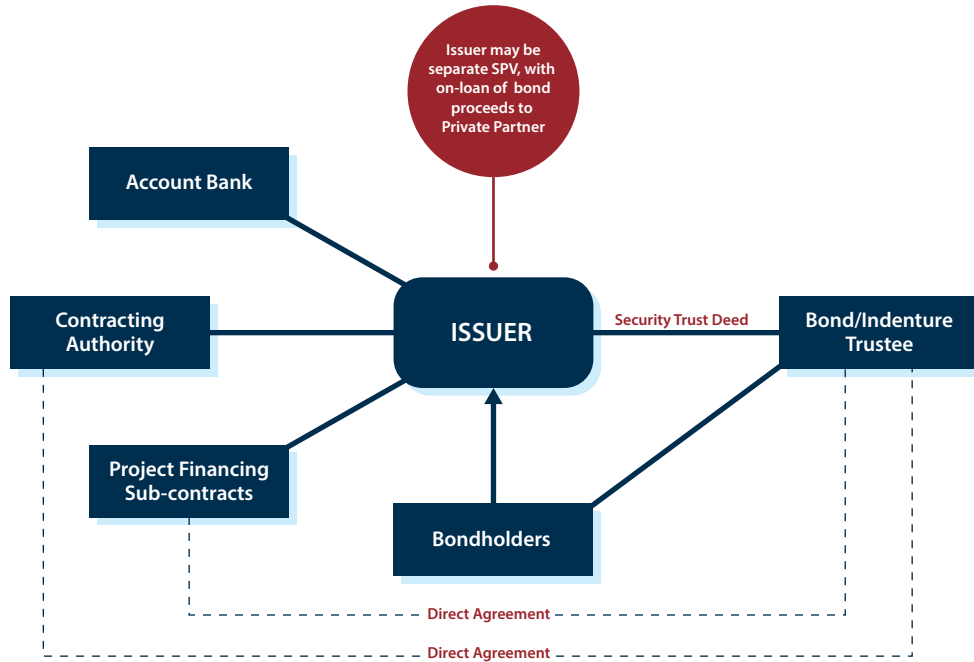 Issuer may be
separate SPV, with
on-loan of bond
proceeds to
Private Partner
Account Bank
Contracting
Authority
ISSUER
Security Trust Deed
Bond/Indenture
Trustee
Project Financing
Sub-contracts
Bondholders
Direct Agreement
Direct Agreement